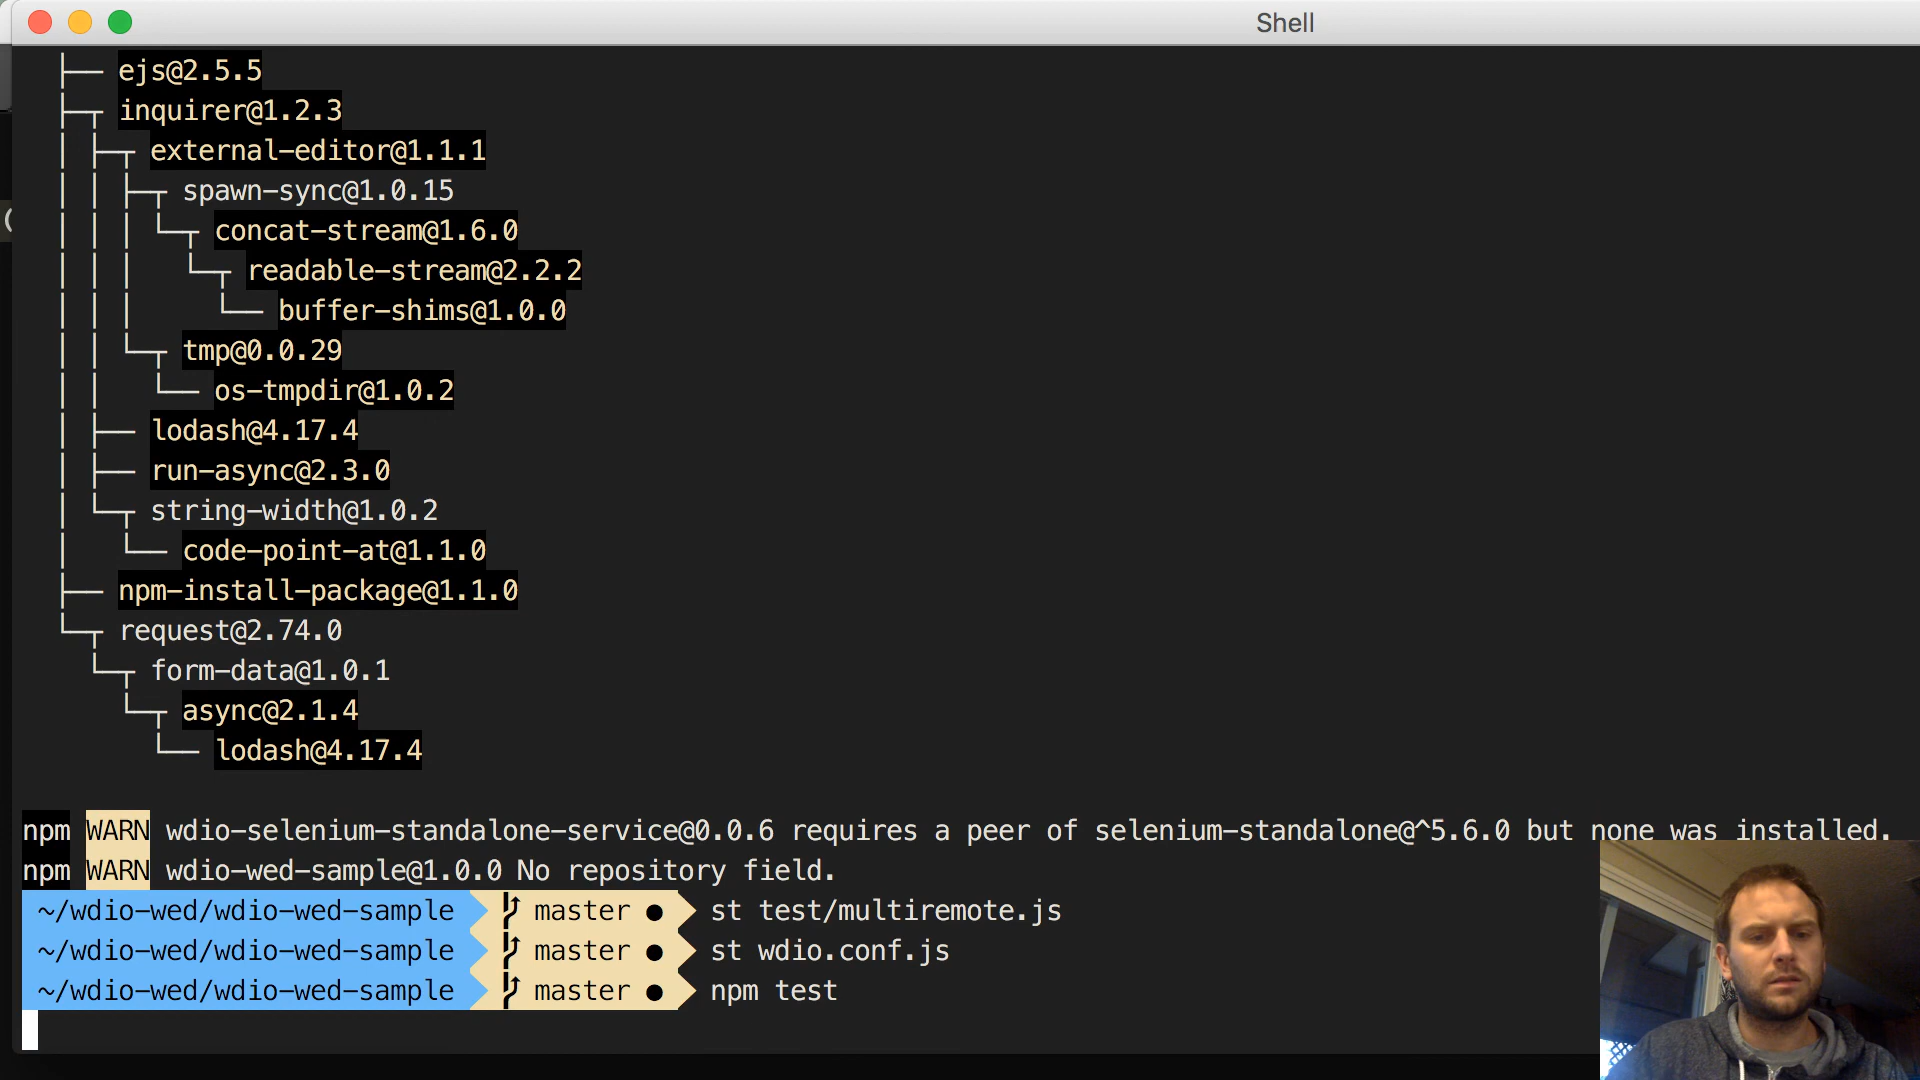 Shell
├── ejs@2.5.5
├─┬ inquirer@1.2.3
│ ├─┬ external-editor@1.1.1
│ │ ├─┬ spawn-sync@1.0.15
│ │ │ └─┬ concat-stream@1.6.0
│ │ │   └─┬ readable-stream@2.2.2
│ │ │     └── buffer-shims@1.0.0
│ │ └─┬ tmp@0.0.29
│ │   └── os-tmpdir@1.0.2
│ ├── lodash@4.17.4
│ ├── run-async@2.3.0
│ └─┬ string-width@1.0.2
│   └── code-point-at@1.1.0
├── npm-install-package@1.1.0
└─┬ request@2.74.0
  └─┬ form-data@1.0.1
    └─┬ async@2.1.4
      └── lodash@4.17.4
npm WARN wdio-selenium-standalone-service@0.0.6 requires a peer of selenium-standalone@^5.6.0 but none was installed.
npm WARN wdio-wed-sample@1.0.0 No repository field.
~/wdio-wed/wdio-wed-sample master ● st test/multiremote.js
~/wdio-wed/wdio-wed-sample master ● st wdio.conf.js
~/wdio-wed/wdio-wed-sample master ● npm test